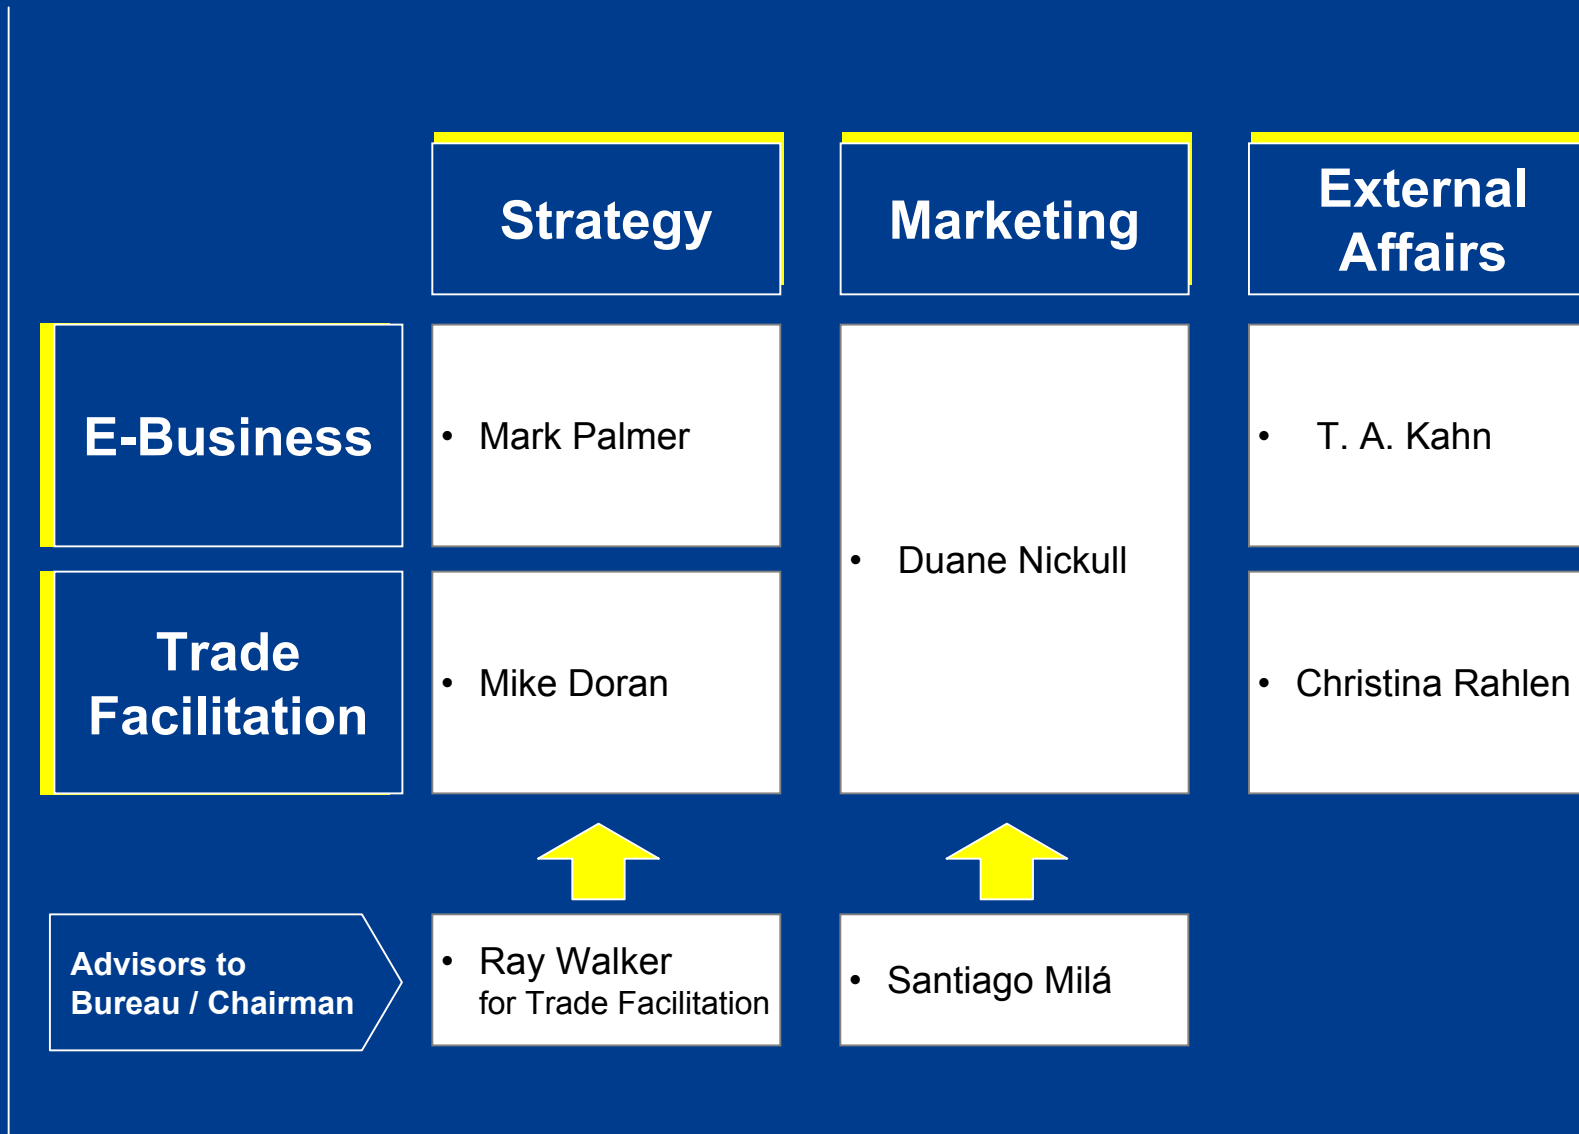 Strategy
Marketing
External
Affairs
E-Business
• Mark Palmer
• Duane Nickull
• T. A. Kahn
Trade
Facilitation
• Mike Doran
• Christina Rahlen
Advisors to
Bureau / Chairman
• Ray Walker
for Trade Facilitation
• Santiago Milá